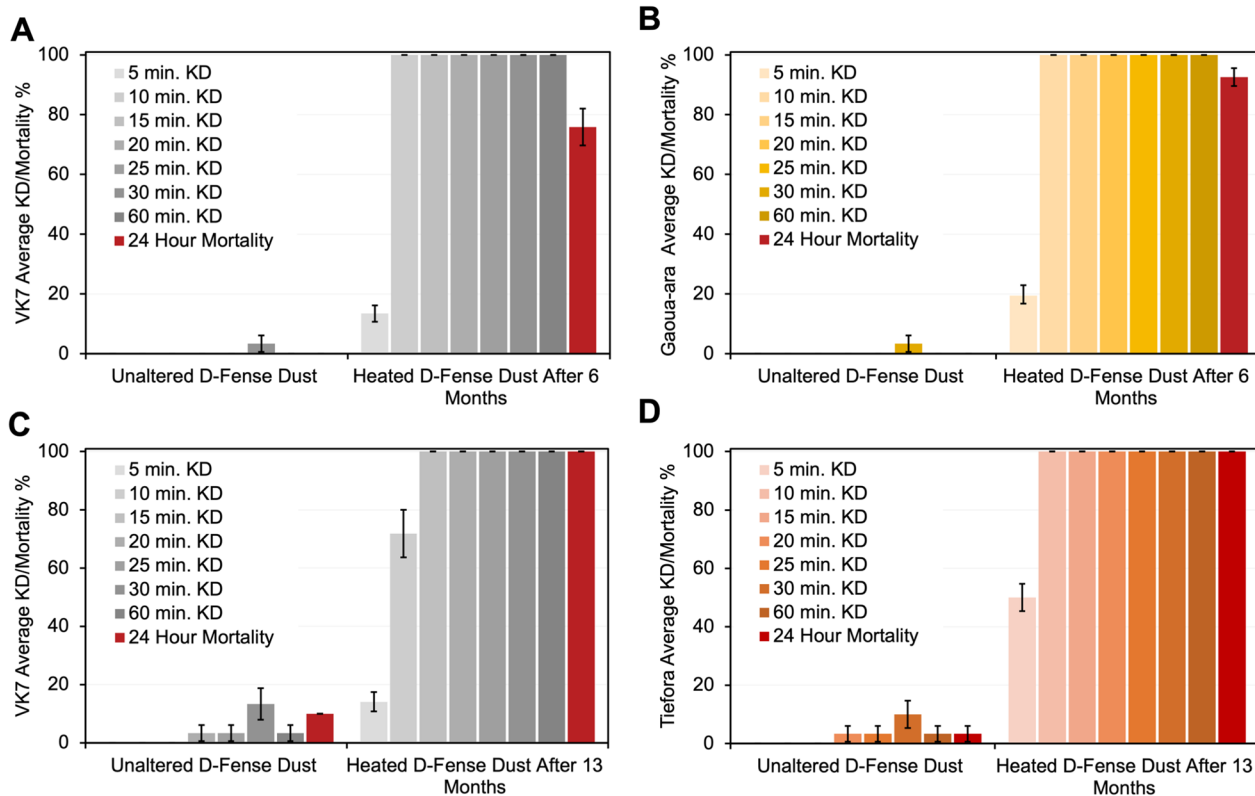 A
VK7 Average KD/Mortality %
100
80
60
40
20
0
5 min. KD
10 min. KD
15 min. KD
20 min. KD
25 min. KD
30 min. KD
60 min. KD
24 Hour Mortality
Unaltered D-Fense Dust
Heated D-Fense Dust After 6
Months
B
Gaoua-ara Average KD/Mortality %
100
80
60
40
20
0
5 min. KD
10 min. KD
15 min. KD
20 min. KD
25 min. KD
30 min. KD
60 min. KD
24 Hour Mortality
Unaltered D-Fense Dust
Heated D-Fense Dust After 6
Months
C
VK7 Average KD/Mortality %
100
80
60
40
20
0
5 min. KD
10 min. KD
15 min. KD
20 min. KD
25 min. KD
30 min. KD
60 min. KD
24 Hour Mortality
Unaltered D-Fense Dust
Heated D-Fense Dust After 13
Months
D
Tiefora Average KD/Mortality %
100
80
60
40
20
0
5 min. KD
10 min. KD
15 min. KD
20 min. KD
25 min. KD
30 min. KD
60 min. KD
24 Hour Mortality
Unaltered D-Fense Dust
Heated D-Fense Dust After 13
Months